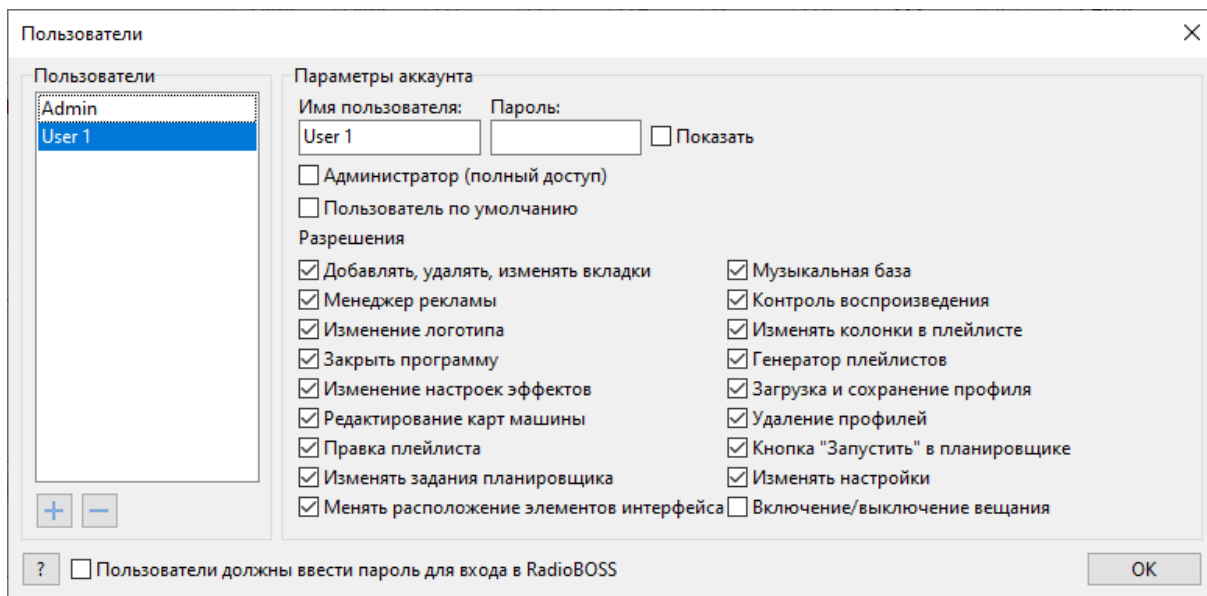 Пользователи
Пользователи
Admin
User 1
Параметры аккаунта
Имя пользователя: Пароль:
User 1 Показать
Администратор (полный доступ)
Пользователь по умолчанию
Разрешения
Добавлять, удалять, изменять вкладки Музыкальная база
Менеджер рекламы Контроль воспроизведения
Изменение логотипа Изменять колонки в плейлисте
Закрыть программу Генератор плейлистов
Изменение настроек эффектов Загрузка и сохранение профиля
Редактирование карт машины Удаление профилей
Правка плейлиста Кнопка "Запустить" в планировщике
Изменять задания планировщика Изменять настройки
Менять расположение элементов интерфейса Включение/выключение вещания
? Пользователи должны ввести пароль для входа в RadioBOSS OK